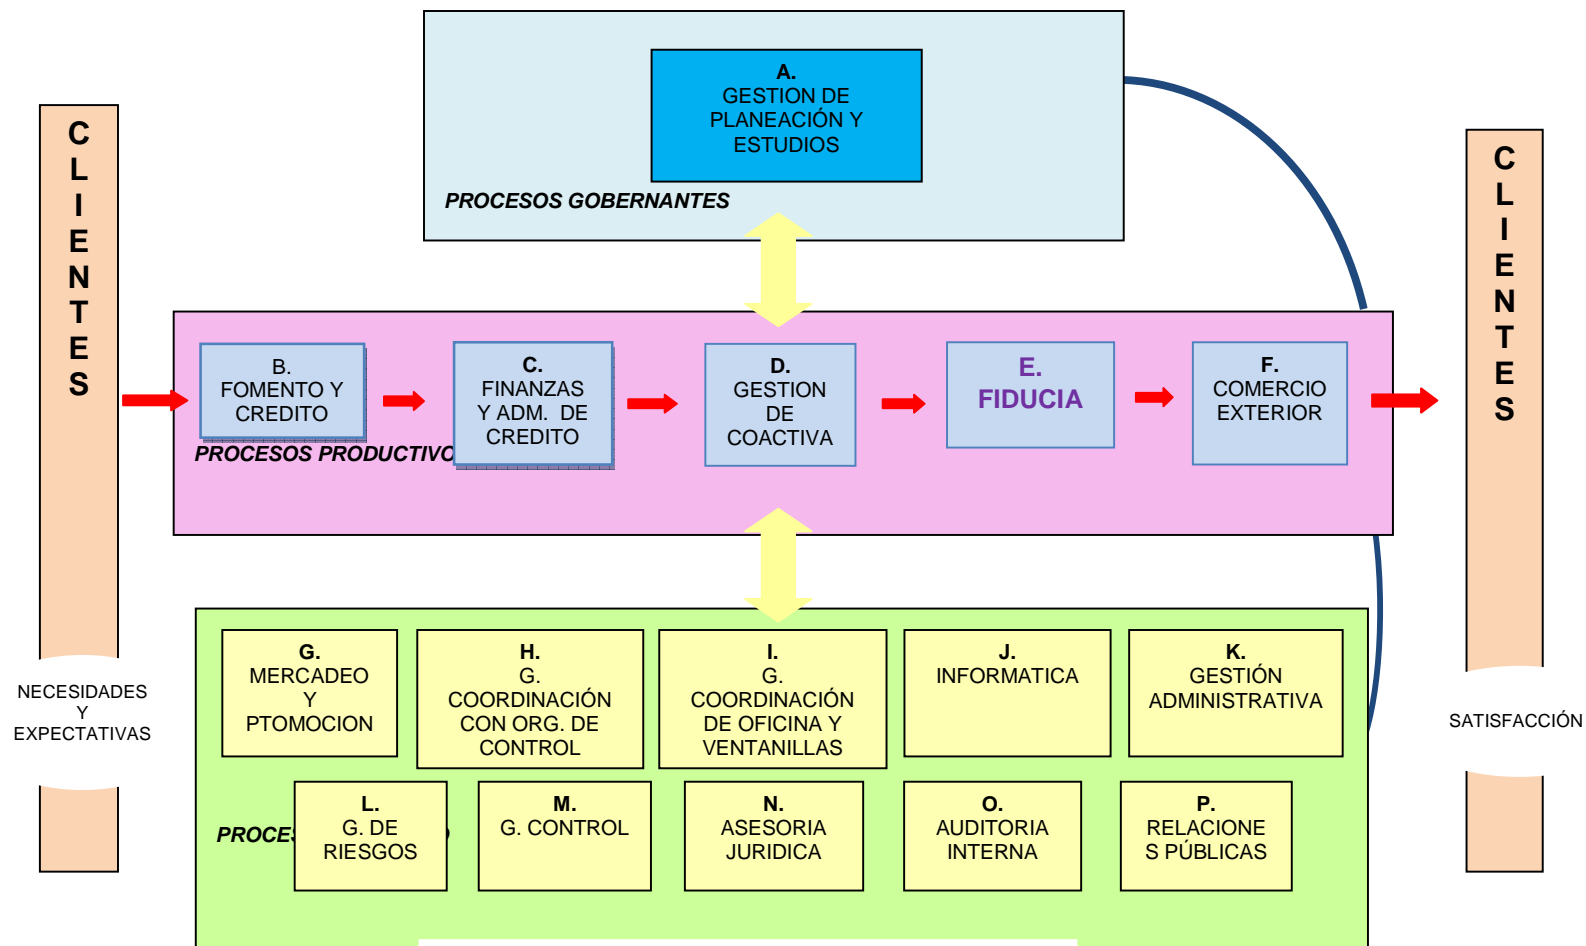 A.
GESTION DE
PLANEACIÓN Y
ESTUDIOS
PROCESOS GOBERNANTES
C
L
I
E
N
T
E
S
NECESIDADES
Y
EXPECTATIVAS
B.
FOMENTO Y
CREDITO
C.
FINANZAS
Y ADM. DE
CREDITO
D.
GESTION
DE
COACTIVA
E.
FIDUCIA
F.
COMERCIO
EXTERIOR
PROCESOS PRODUCTIVO
C
L
I
E
N
T
E
S
SATISFACCIÓN
G.
MERCADEO
Y
PTOMOCION
H.
G.
COORDINACIÓN
CON ORG. DE
CONTROL
I.
G.
COORDINACIÓN
DE OFICINA Y
VENTANILLAS
J.
INFORMATICA
K.
GESTIÓN
ADMINISTRATIVA
PROCES
L.
G. DE
RIESGOS
M.
G. CONTROL
N.
ASESORIA
JURIDICA
O.
AUDITORIA
INTERNA
P.
RELACIONE
S PÚBLICAS